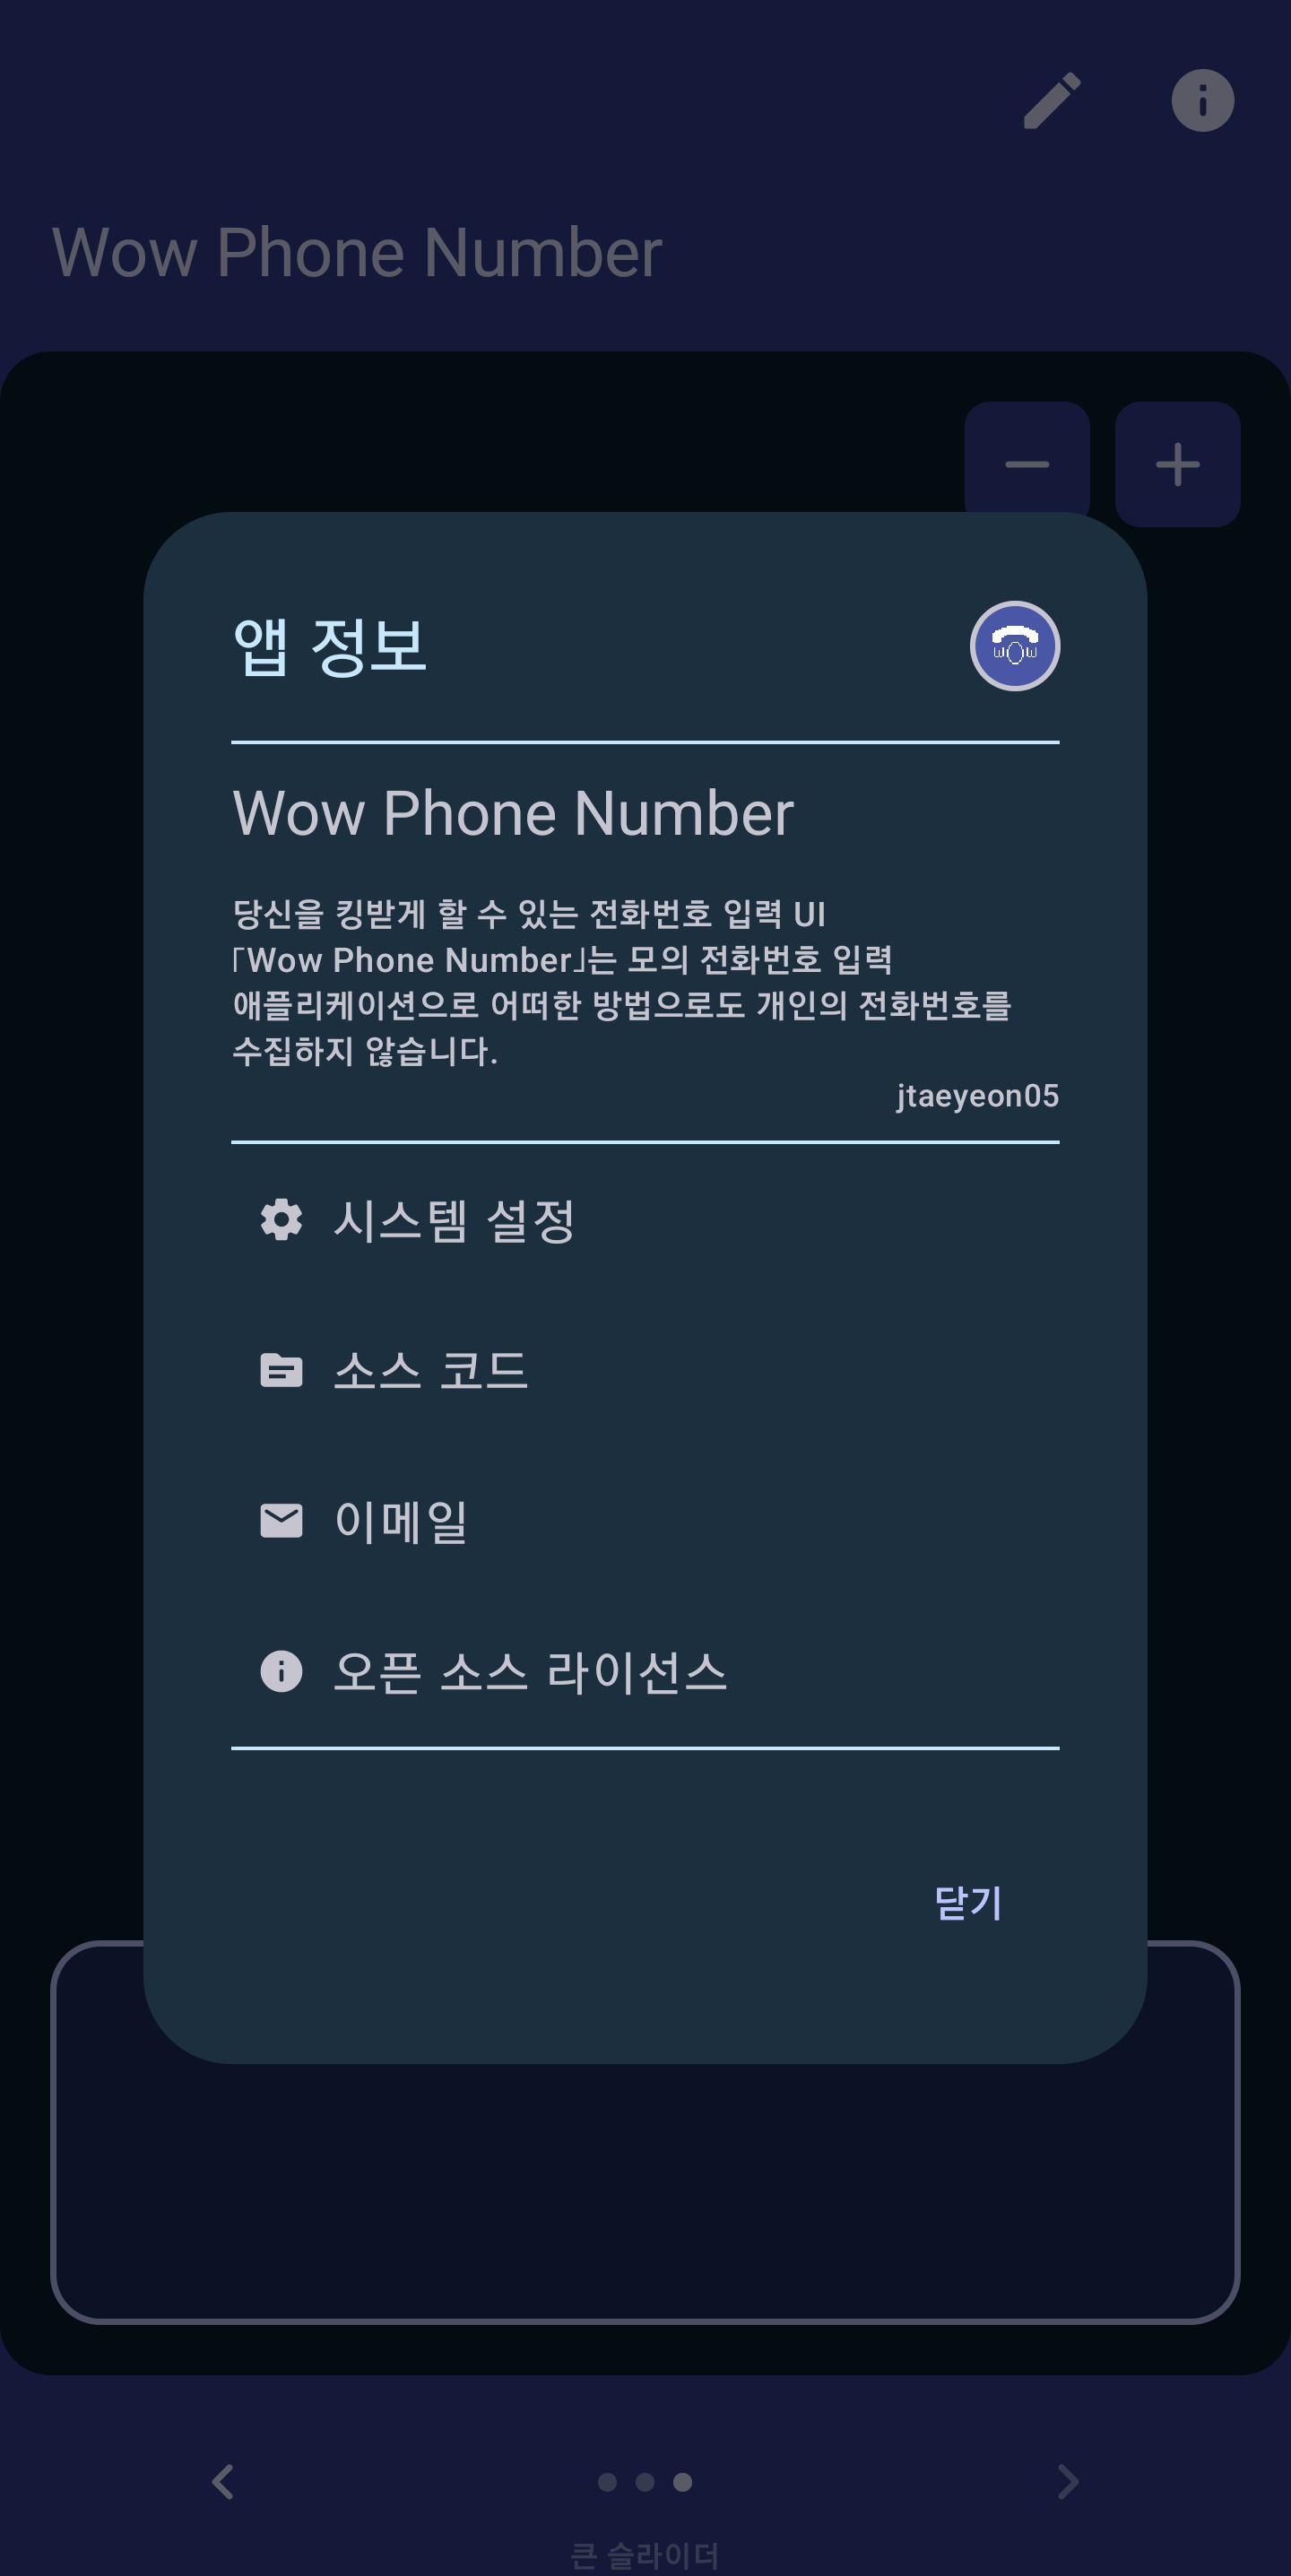 Wow Phone Number
앱 정보
WOW
Wow Phone Number
당신을 킹받게 할 수 있는 전화번호 입력 UI
「Wow Phone Number」는 모의 전화번호 입력
애플리케이션으로 어떠한 방법으로도 개인의 전화번호를
수집하지 않습니다.
jtaeyeon05
시스템 설정
소스 코드
이메일
오픈 소스 라이선스
닫기
큰 슬라이더